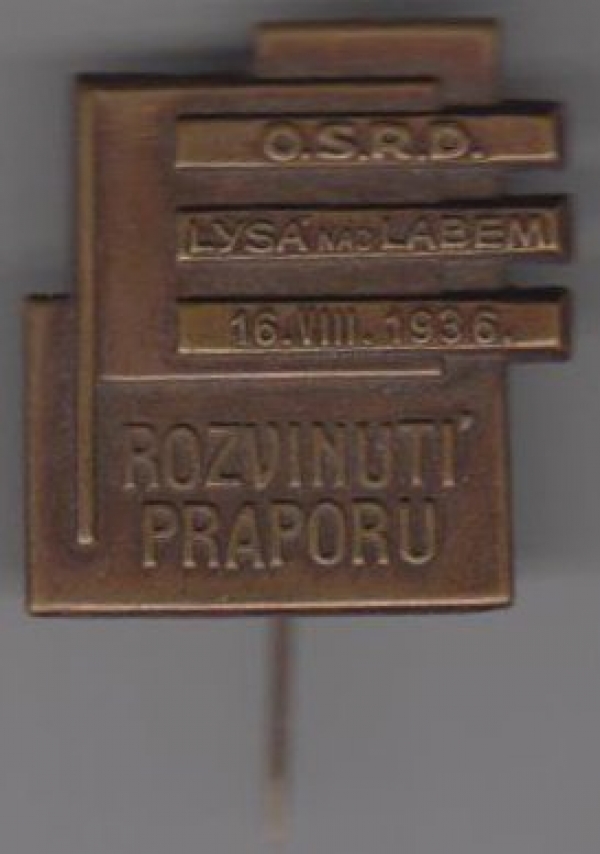 O.S.R.D.
LYSÁ NAD LABEM
16.VIII.1936.
ROZVINUTÍ
PRAPORU